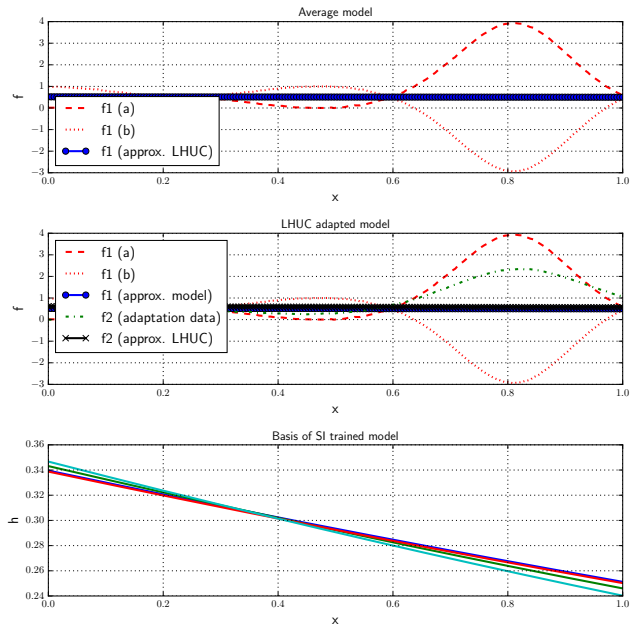 Average model
4
3
2
1
0
−1
−2
−3
f
f1 (a)
f1 (b)
f1 (approx. LHUC)
0.0 0.2 0.4 0.6 0.8 1.0
x
LHUC adapted model
4
3
2
1
0
−1
−2
−3
f
f1 (a)
f1 (b)
f1 (approx. model)
f2 (adaptation data)
f2 (approx. LHUC)
0.0 0.2 0.4 0.6 0.8 1.0
x
Basis of SI trained model
0.36
0.34
0.32
0.30
0.28
0.26
0.24
h
0.0 0.2 0.4 0.6 0.8 1.0
x